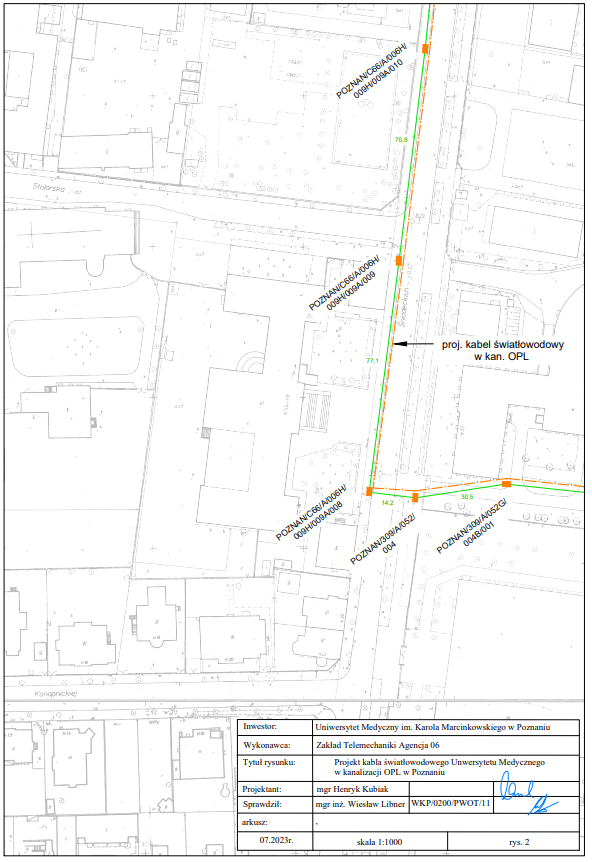 POZNAN/C66/A/006H/
009H/009A/010
70,8
Stolarska
POZNAN/C66/A/006H/
009H/009A/009
Śniadeckich
proj. kabel światłowodowy
w kan. OPL
77,1
POZNAN/C66/A/006H/
009H/009A/008
14,2
POZNAN/309/A/052/
004
30,5
POZNAN/309/A/052G/
004B/001
Konopnickiej
Inwestor: Uniwersytet Medyczny im. Karola Marcinkowskiego w Poznaniu
Wykonawca: Zakład Telemechaniki Agencja 06
Tytuł rysunku: Projekt kabla światłowodowego Unwersytetu Medycznego
w kanalizacji OPL w Poznaniu
Projektant: mgr Henryk Kubiak
Sprawdził: mgr inż. Wiesław Libner WKP/0200/PWOT/11
arkusz: ,
07.2023r. skala 1:1000 rys. 2